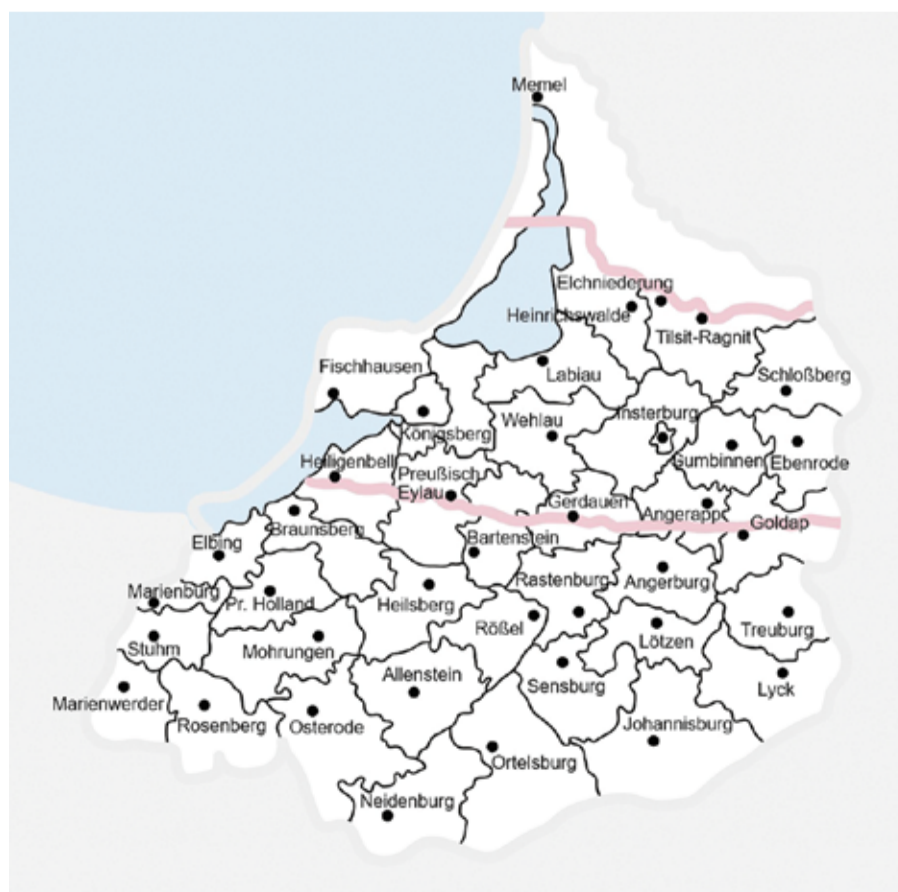 Memel
Elchniederung
Heinrichswalde
Tilsit-Ragnit
Fischhausen
Labiau
Schloßberg
Königsberg
Wehlau
Insterburg
Gumbinnen
Ebenrode
Heiligenbeil
Preußisch
Eylau
Gerdauen
Angerapp
Goldap
Braunsberg
Elbing
Bartenstein
Rastenburg
Angerburg
Marienburg
Pr. Holland
Heilsberg
Rößel
Lötzen
Treuburg
Stuhm
Mohrungen
Allenstein
Sensburg
Lyck
Marienwerder
Rosenberg
Osterode
Johannisburg
Ortelsburg
Neidenburg